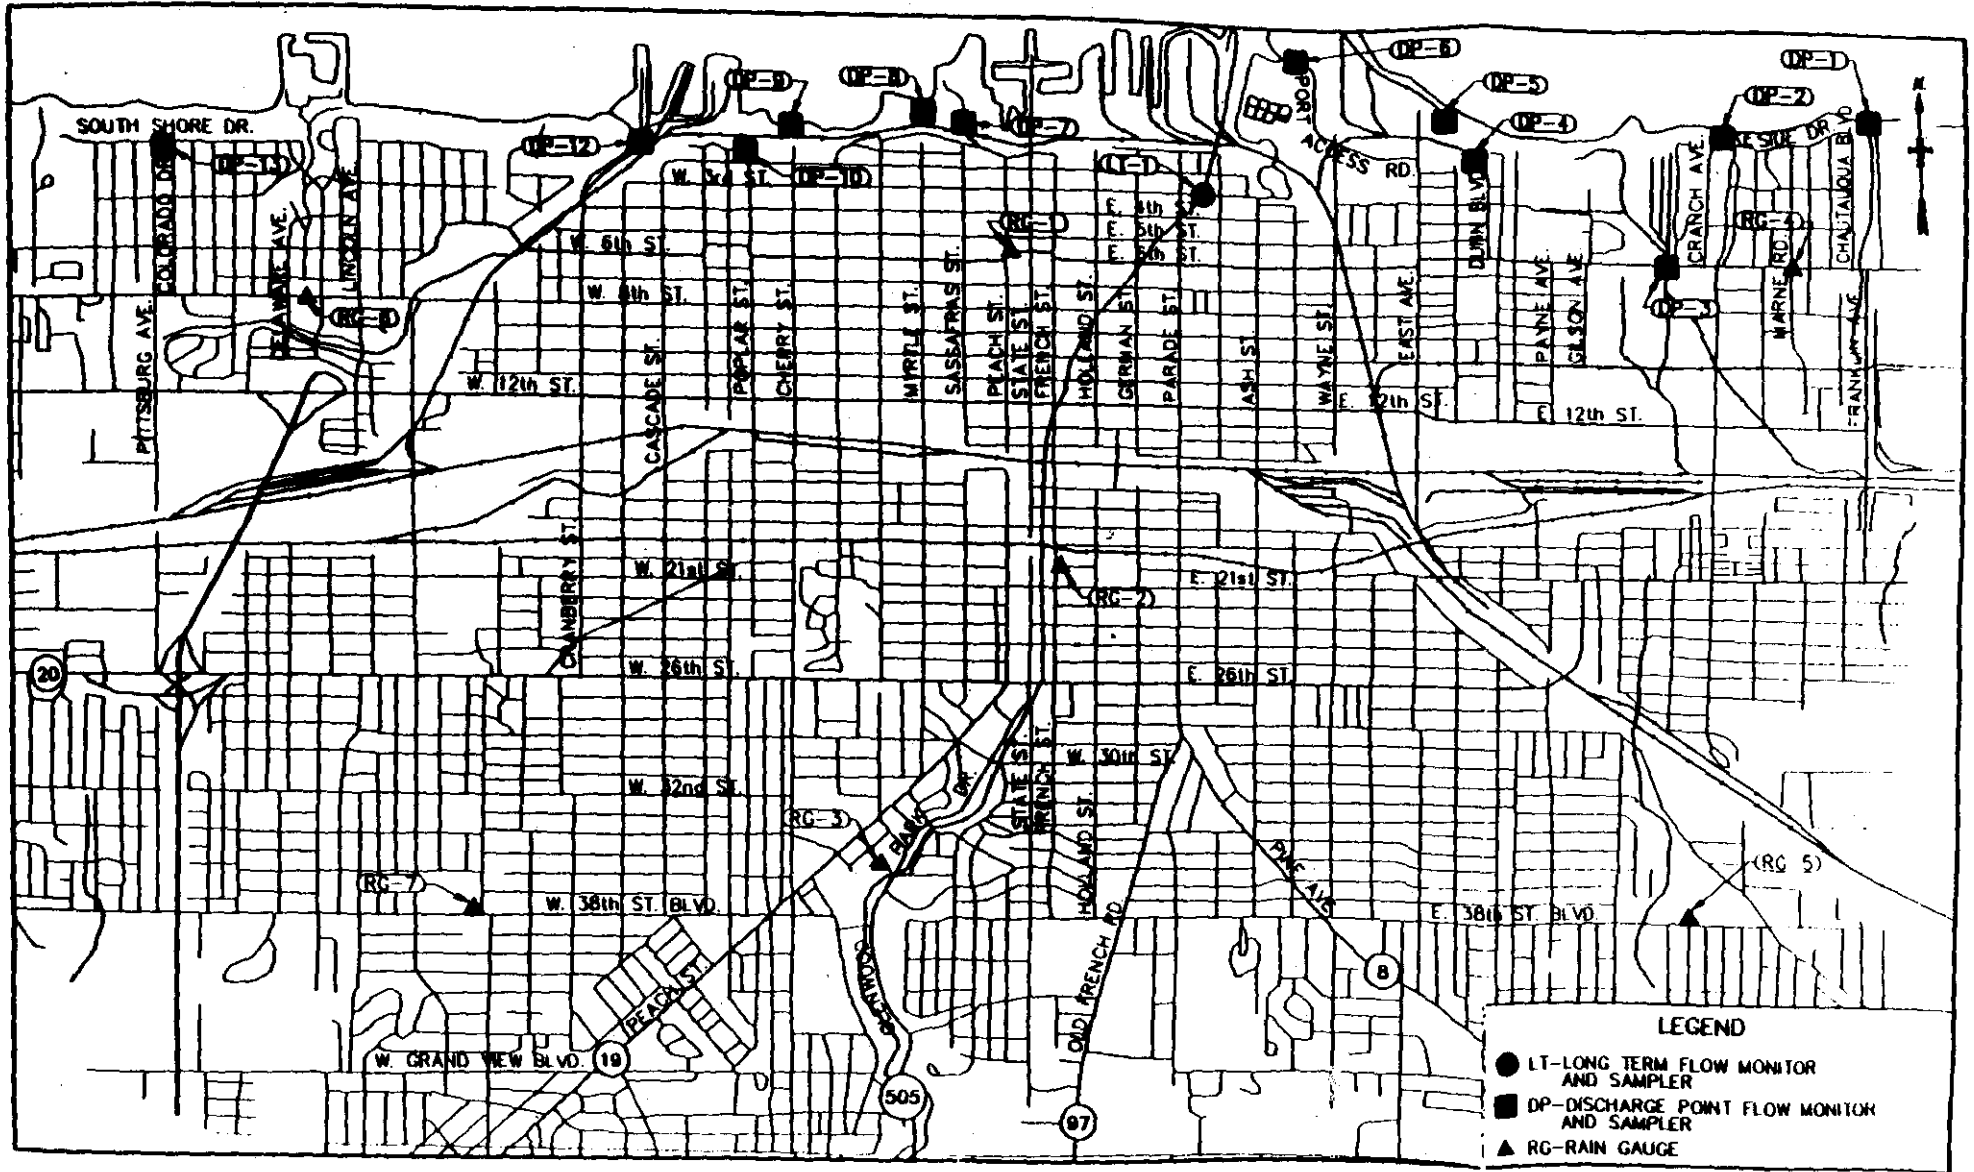 DP-6
DP-1
DP-9
DP-8
DP-5
DP-2
N
PORT ACCESS RD.
SOUTH SHORE DR.
DP-12
DP-7
DP-4
DP-13
W. 3rd ST.
DP-10
LT-1
E. 4th ST.
E. 5th ST.
E. 6th ST.
RG-4
W. 6th ST.
W. 8th ST.
RG-6
DP-3
COLORADO DR.
DELAWARE AVE.
LINCOLN AVE.
PITTSBURG AVE.
CASCADE ST.
POPLAR ST.
CHERRY ST.
MYRTLE ST.
SASSAFRAS ST.
PEACH ST.
STATE ST.
FRENCH ST.
HOLLAND ST.
GERMAN ST.
PARADE ST.
ASH ST.
WAYNE ST.
EAST AVE.
DUNN BLVD
PAYNE AVE.
GILSON AVE.
CRANCH AVE.
MARNE RD.
CHAUTAUQUA BLVD
W. 12th ST.
E. 12th ST.
E. 12th ST.
CRANBERRY ST.
W. 21st ST.
E. 21st ST.
RG-2
20
W. 26th ST.
E. 26th ST.
W. 30th ST.
W. 32nd ST.
STATE ST.
FRENCH ST.
HOLLAND ST.
PARK DR.
RG-3
PINE AVE
(RG 5)
RG-7
W. 38th ST. BLVD.
E. 38th ST. BLVD.
OLD FRENCH RD
GLENWOOD
PEACH ST.
8
W. GRAND VIEW BLVD.
19
505
97
LEGEND
LT-LONG TERM FLOW MONITOR
AND SAMPLER
DP-DISCHARGE POINT FLOW MONITOR
AND SAMPLER
RG-RAIN GAUGE